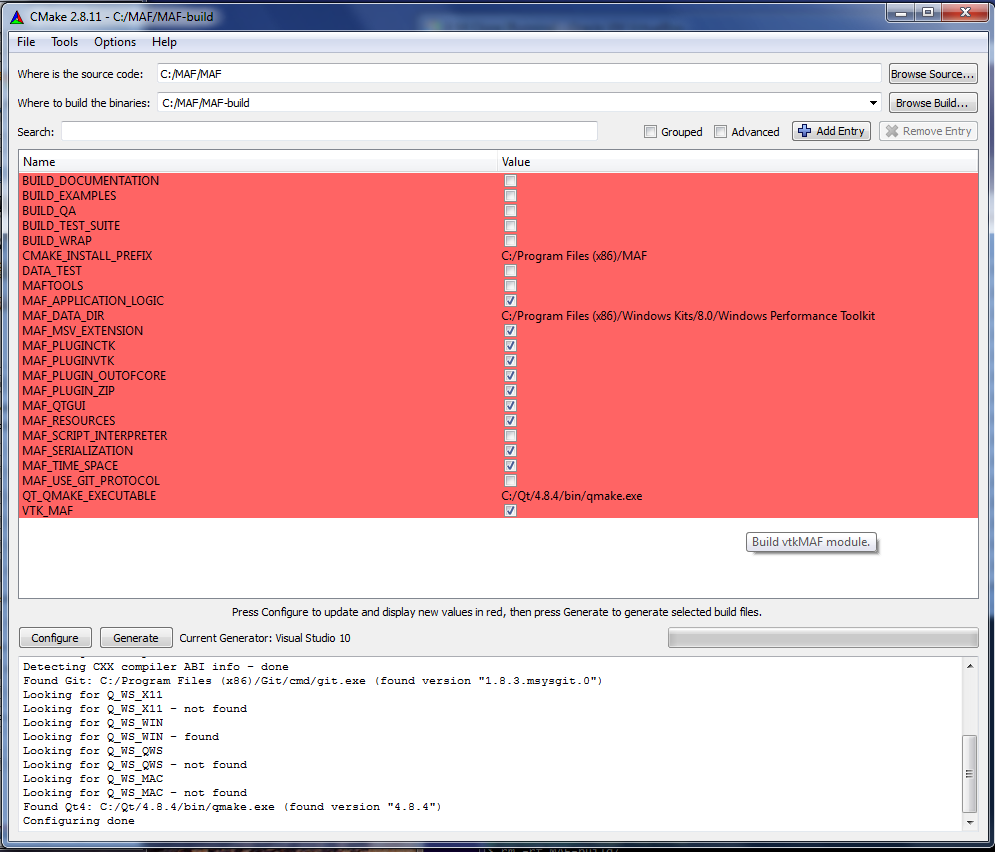 CMake 2.8.11 - C:/MAF/MAF-build
File Tools Options Help
Where is the source code: C:/MAF/MAF Browse Source...
Where to build the binaries: C:/MAF/MAF-build Browse Build...
Search: Grouped Advanced Add Entry Remove Entry
Name Value
BUILD_DOCUMENTATION
BUILD_EXAMPLES
BUILD_QA
BUILD_TEST_SUITE
BUILD_WRAP
CMAKE_INSTALL_PREFIX C:/Program Files (x86)/MAF
DATA_TEST
MAFTOOLS
MAF_APPLICATION_LOGIC
MAF_DATA_DIR C:/Program Files (x86)/Windows Kits/8.0/Windows Performance Toolkit
MAF_MSV_EXTENSION
MAF_PLUGINCTK
MAF_PLUGINVTK
MAF_PLUGIN_OUTOFCORE
MAF_PLUGIN_ZIP
MAF_QTGUI
MAF_RESOURCES
MAF_SCRIPT_INTERPRETER
MAF_SERIALIZATION
MAF_TIME_SPACE
MAF_USE_GIT_PROTOCOL
QT_QMAKE_EXECUTABLE C:/Qt/4.8.4/bin/qmake.exe
VTK_MAF
Build vtkMAF module.
Press Configure to update and display new values in red, then press Generate to generate selected build files.
Configure Generate Current Generator: Visual Studio 10
Detecting CXX compiler ABI info - done
Found Git: C:/Program Files (x86)/Git/cmd/git.exe (found version "1.8.3.msysgit.0")
Looking for Q_WS_X11
Looking for Q_WS_X11 - not found
Looking for Q_WS_WIN
Looking for Q_WS_WIN - found
Looking for Q_WS_QWS
Looking for Q_WS_QWS - not found
Looking for Q_WS_MAC
Looking for Q_WS_MAC - not found
Found Qt4: C:/Qt/4.8.4/bin/qmake.exe (found version "4.8.4")
Configuring done